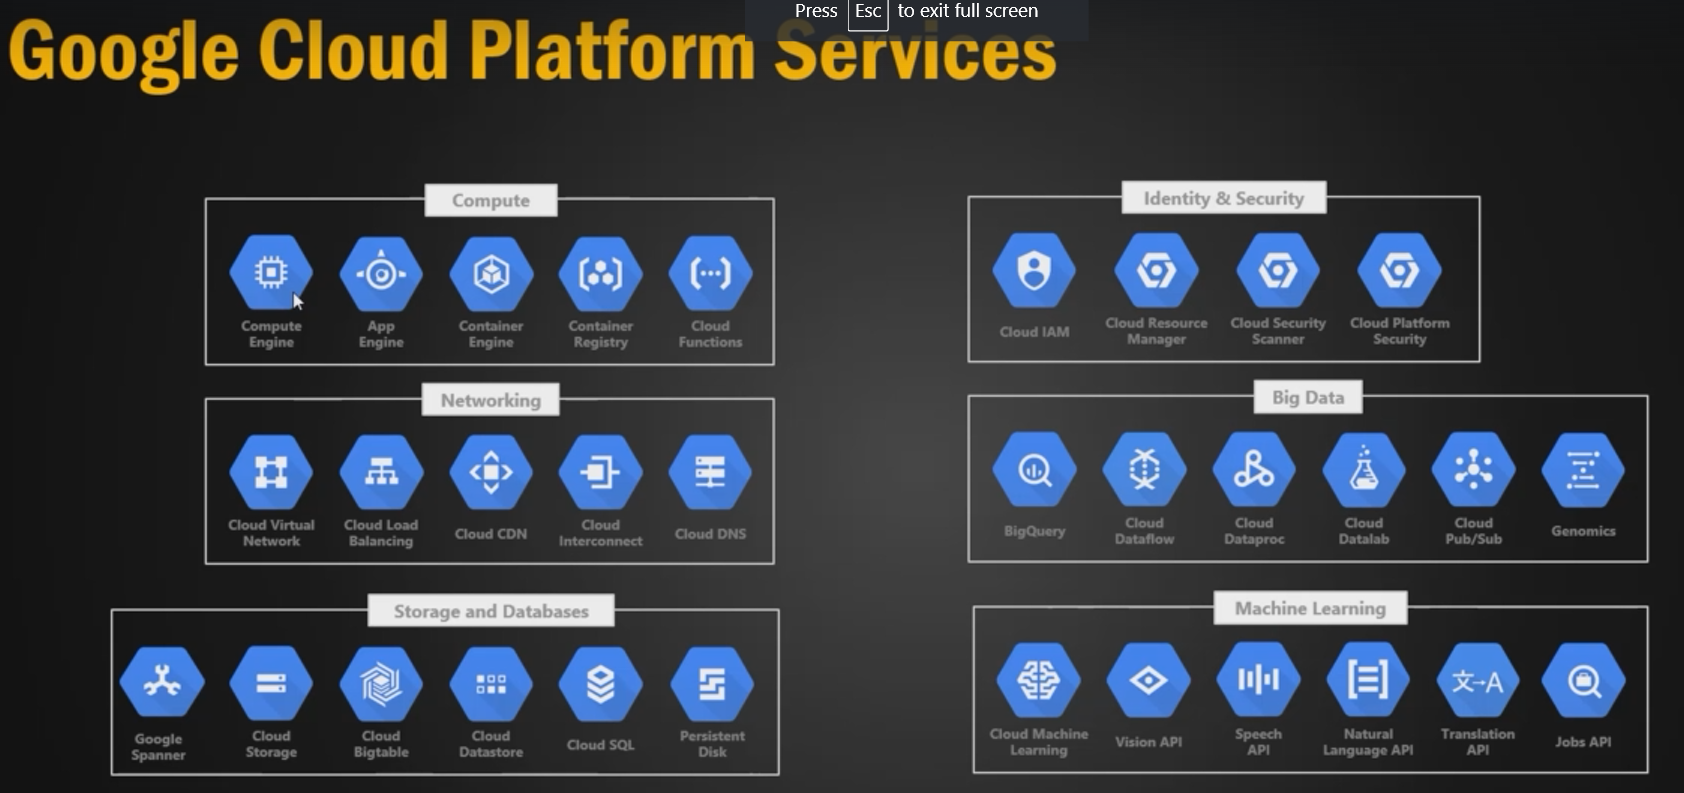 Press Esc to exit full screen
Google Cloud Platform Services
Compute
Compute Engine
App Engine
Container Engine
Container Registry
Cloud Functions
Identity & Security
Cloud IAM
Cloud Resource Manager
Cloud Security Scanner
Cloud Platform Security
Networking
Cloud Virtual Network
Cloud Load Balancing
Cloud CDN
Cloud Interconnect
Cloud DNS
Big Data
BigQuery
Cloud Dataflow
Cloud Dataproc
Cloud Datalab
Cloud Pub/Sub
Genomics
Storage and Databases
Google Spanner
Cloud Storage
Cloud Bigtable
Cloud Datastore
Cloud SQL
Persistent Disk
Machine Learning
Cloud Machine Learning
Vision API
Speech API
Natural Language API
文→A
Translation API
Jobs API